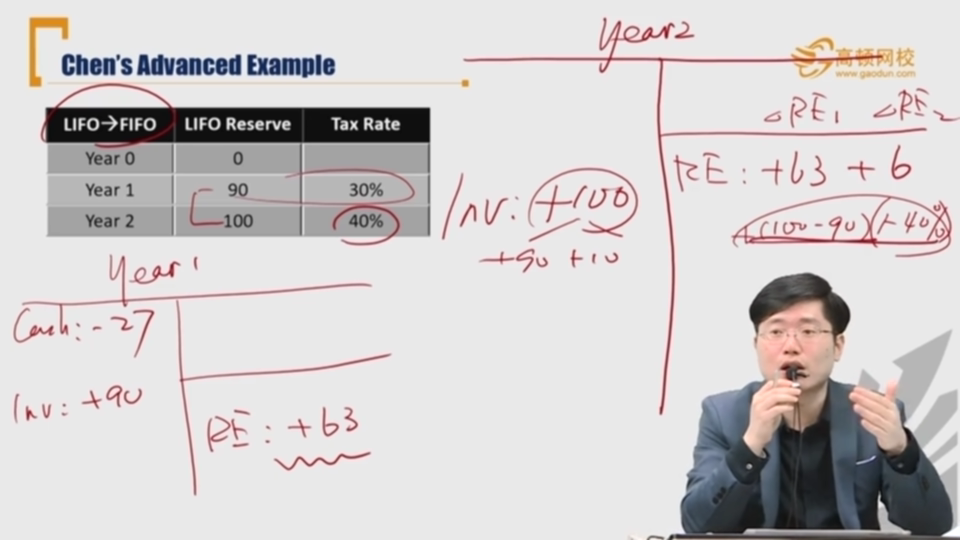 Chen's Advanced Example
高顿网校
www.gaodun.com
LIFO→FIFO LIFO Reserve Tax Rate
Year 0 0
Year 1 90 30%
Year 2 100 40%
year 1
Cash: -27
Inv: +90
RE: +63
year 2
Inv: +100
+90 +10
△RE1 △RE2
RE: +63 + 6
+(100-90)(1-40%)